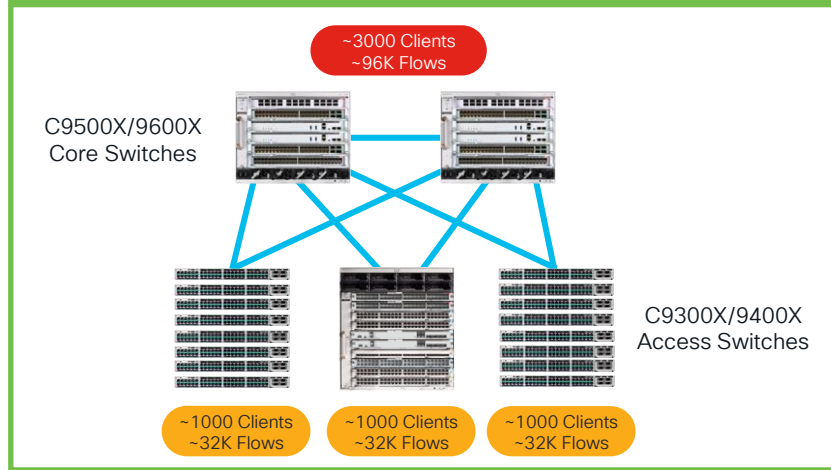 ~3000 Clients
~96K Flows
C9500X/9600X
Core Switches
C9300X/9400X
Access Switches
~1000 Clients
~32K Flows
~1000 Clients
~32K Flows
~1000 Clients
~32K Flows